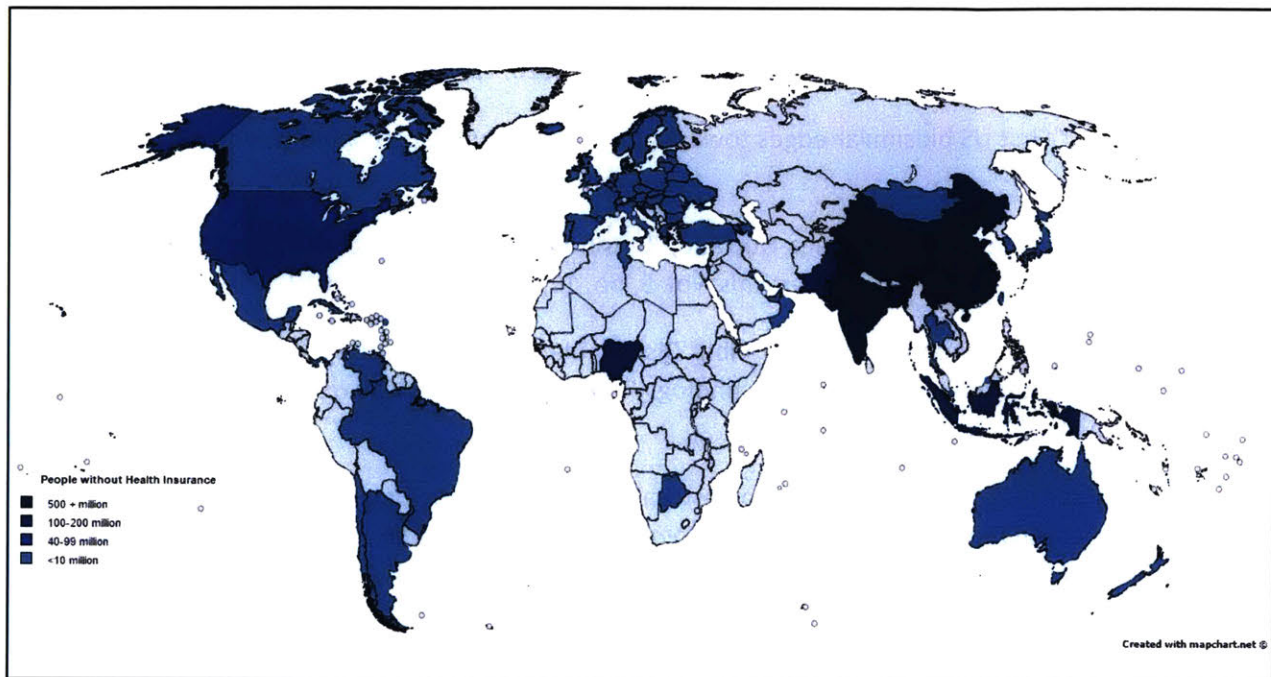 People without Health Insurance
500 + million
100-200 million
40-99 million
<10 million
Created with mapchart.net ©